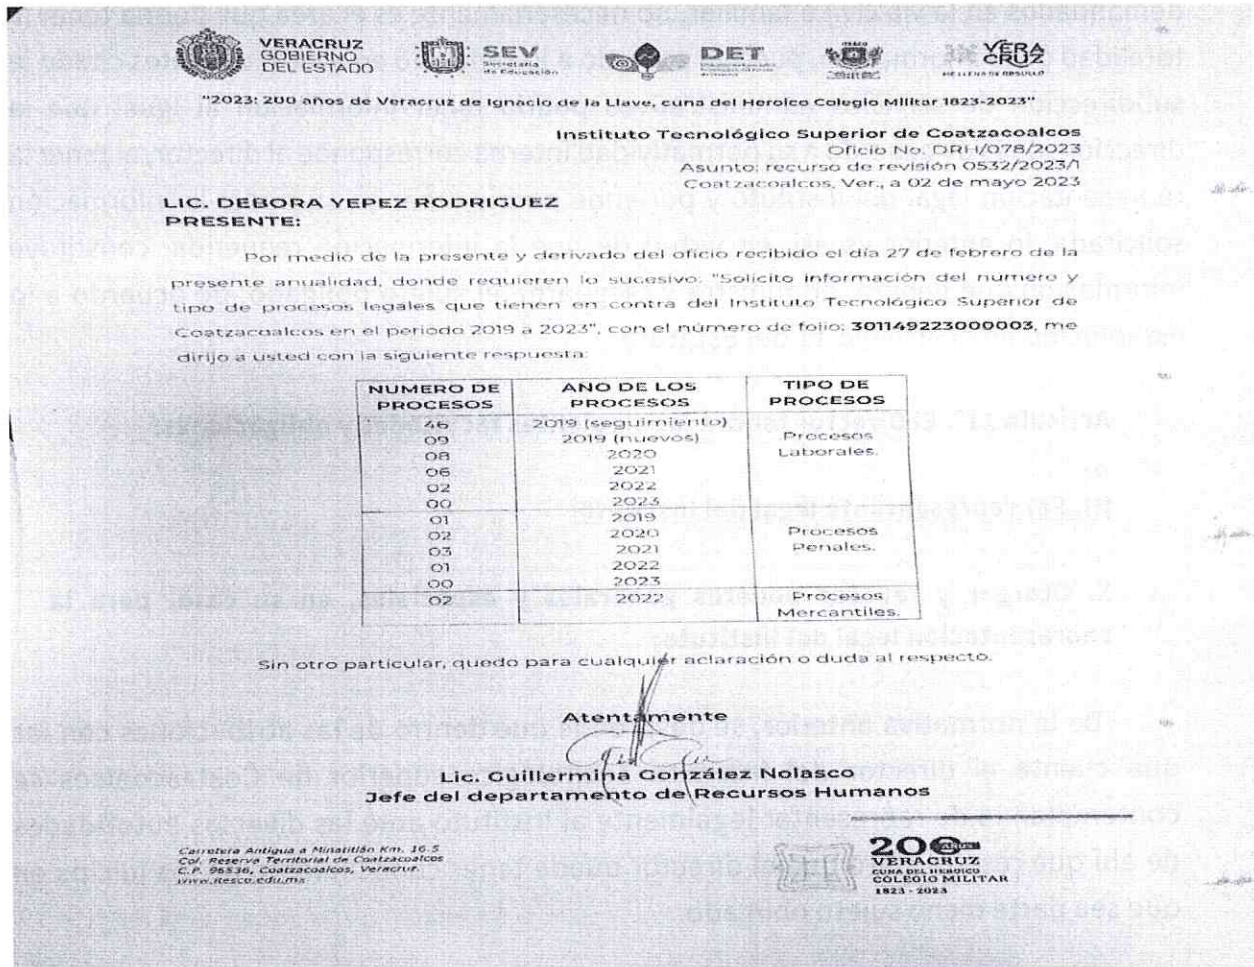 VERACRUZ
GOBIERNO
DEL ESTADO
SEV
Secretaría
de Educación
DET
VERA
CRUZ
ME LLENA DE ORGULLO
"2023: 200 años de Veracruz de Ignacio de la Llave, cuna del Heroico Colegio Militar 1823-2023"
Instituto Tecnológico Superior de Coatzacoalcos
Oficio No. DRH/078/2023
Asunto: recurso de revisión 0532/2023/1
Coatzacoalcos, Ver., a 02 de mayo 2023
LIC. DEBORA YEPEZ RODRIGUEZ
PRESENTE:
Por medio de la presente y derivado del oficio recibido el día 27 de febrero de la
presente anualidad, donde requieren lo sucesivo: "Solicito información del numero y
tipo de procesos legales que tienen en contra del Instituto Tecnológico Superior de
Coatzacoalcos en el periodo 2019 a 2023", con el número de folio: 301149223000003, me
dirijo a usted con la siguiente respuesta:
NUMERO DE PROCESOS AÑO DE LOS PROCESOS TIPO DE PROCESOS
46 2019 (seguimiento)
09 2019 (nuevos) Procesos
08 2020 Laborales.
06 2021
02 2022
00 2023
01 2019
02 2020 Procesos
03 2021 Penales.
01 2022
00 2023
02 2022 Procesos
Mercantiles.
Sin otro particular, quedo para cualquier aclaración o duda al respecto.
Atentamente
Lic. Guillermina González Nolasco
Jefe del departamento de Recursos Humanos
Carretera Antigua a Minatitlán Km. 16.5
Col. Reserva Territorial de Coatzacoalcos
C.P. 96536, Coatzacoalcos, Veracruz.
www.itesco.edu.mx
200 AÑOS
VERACRUZ
CUNA DEL HEROICO
COLEGIO MILITAR
1823 - 2023